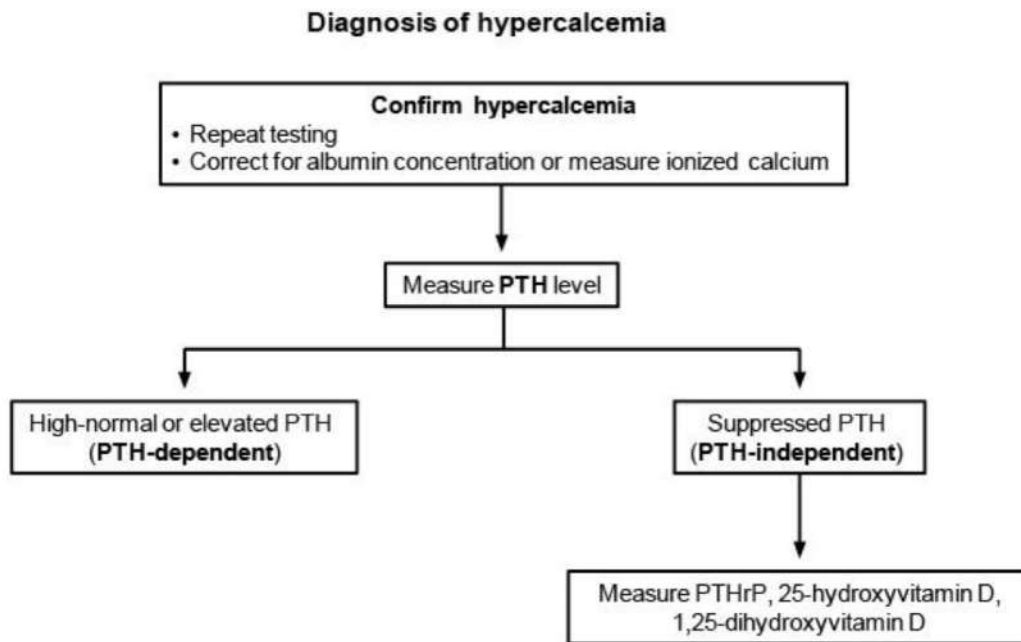 Diagnosis of hypercalcemia
Confirm hypercalcemia
• Repeat testing
• Correct for albumin concentration or measure ionized calcium
Measure PTH level
High-normal or elevated PTH
(PTH-dependent)
Suppressed PTH
(PTH-independent)
Measure PTHrP, 25-hydroxyvitamin D,
1,25-dihydroxyvitamin D